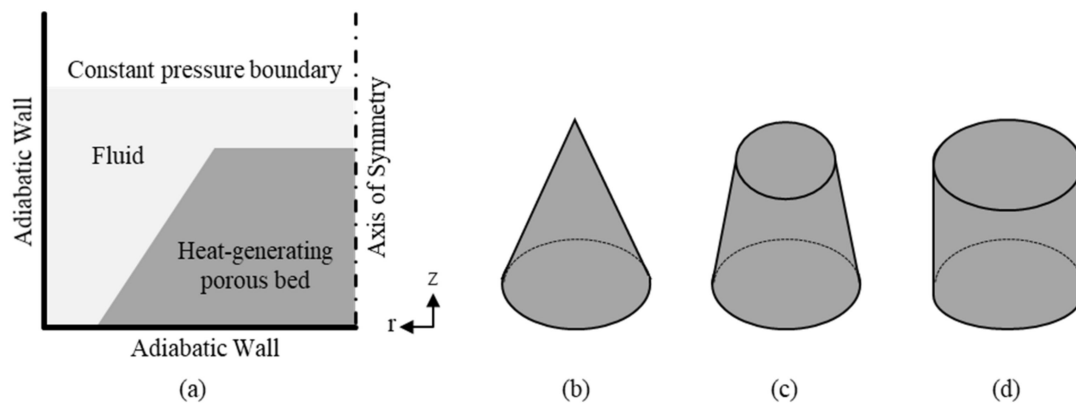 Constant pressure boundary
Adiabatic Wall
Fluid
Axis of Symmetry
Heat-generating
porous bed
z
r
Adiabatic Wall
(a)
(b)
(c)
(d)